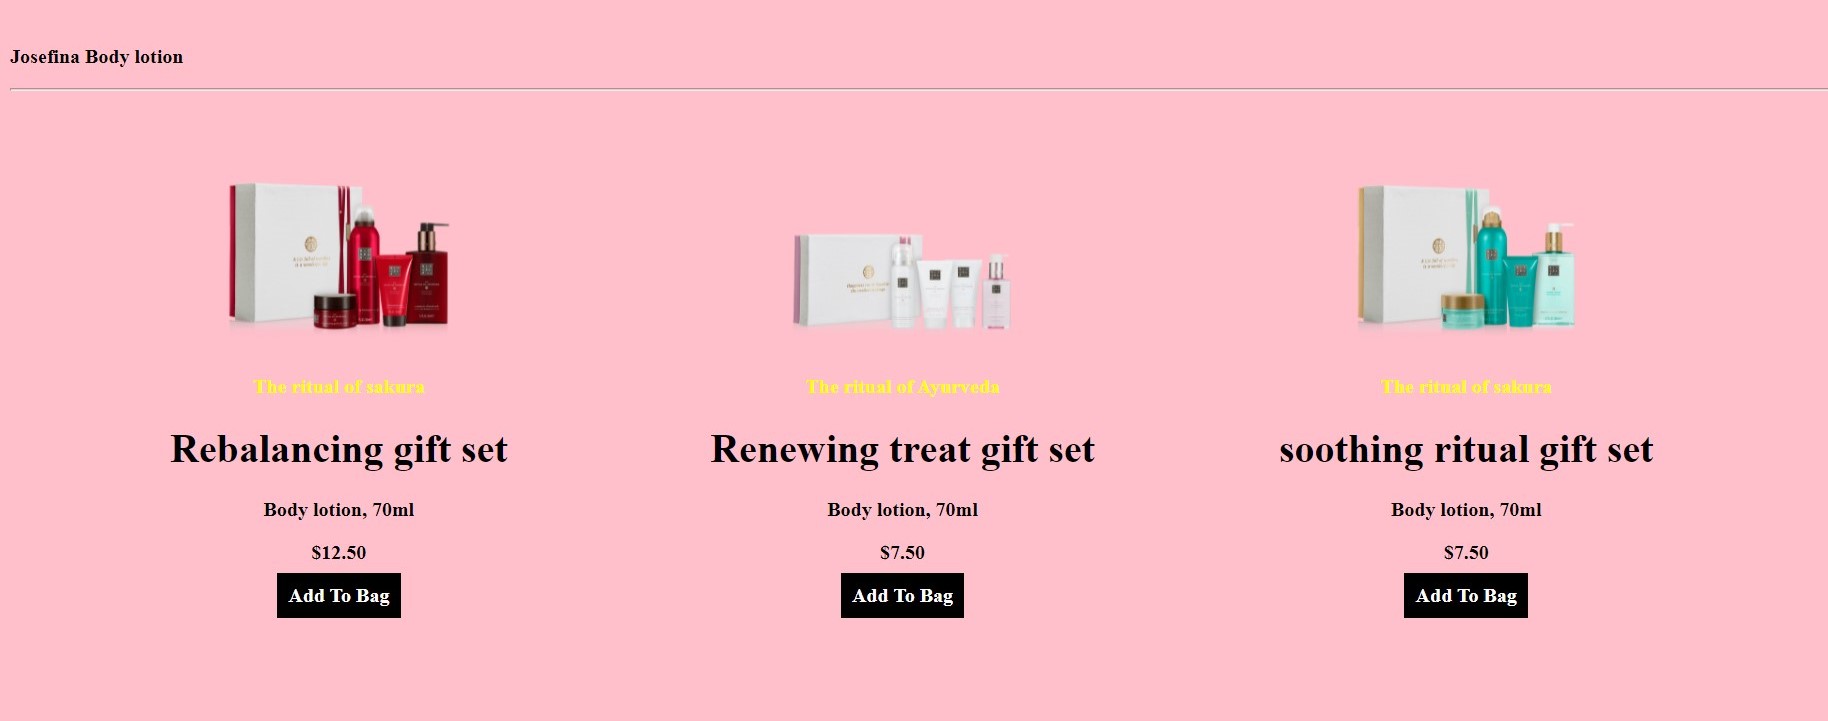 Josefina Body lotion
The ritual of sakura
Rebalancing gift set
Body lotion, 70ml
$12.50
Add To Bag
The ritual of Ayurveda
Renewing treat gift set
Body lotion, 70ml
$7.50
Add To Bag
The ritual of sakura
soothing ritual gift set
Body lotion, 70ml
$7.50
Add To Bag